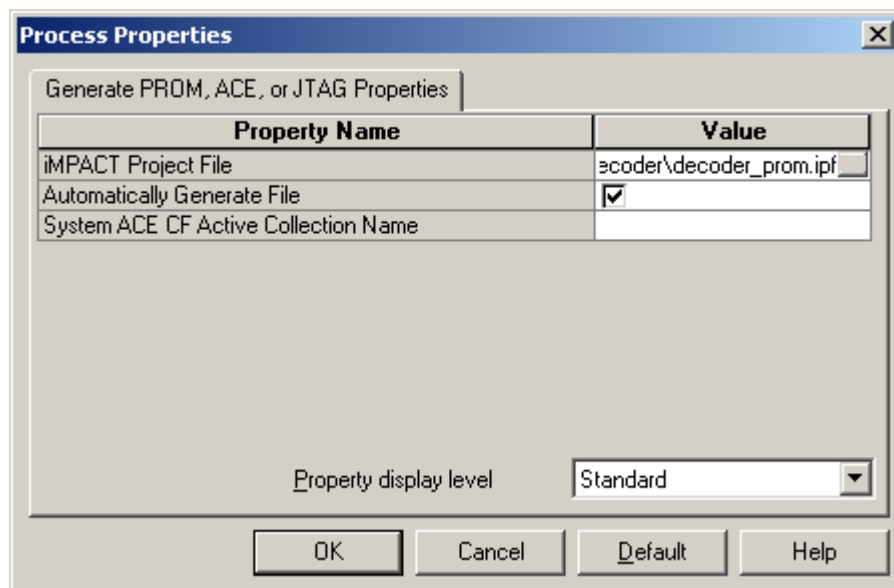 Process Properties
Generate PROM, ACE, or JTAG Properties
Property Name Value
iMPACT Project File ecoder\decoder_prom.ipf
Automatically Generate File
System ACE CF Active Collection Name
Property display level Standard
OK Cancel Default Help